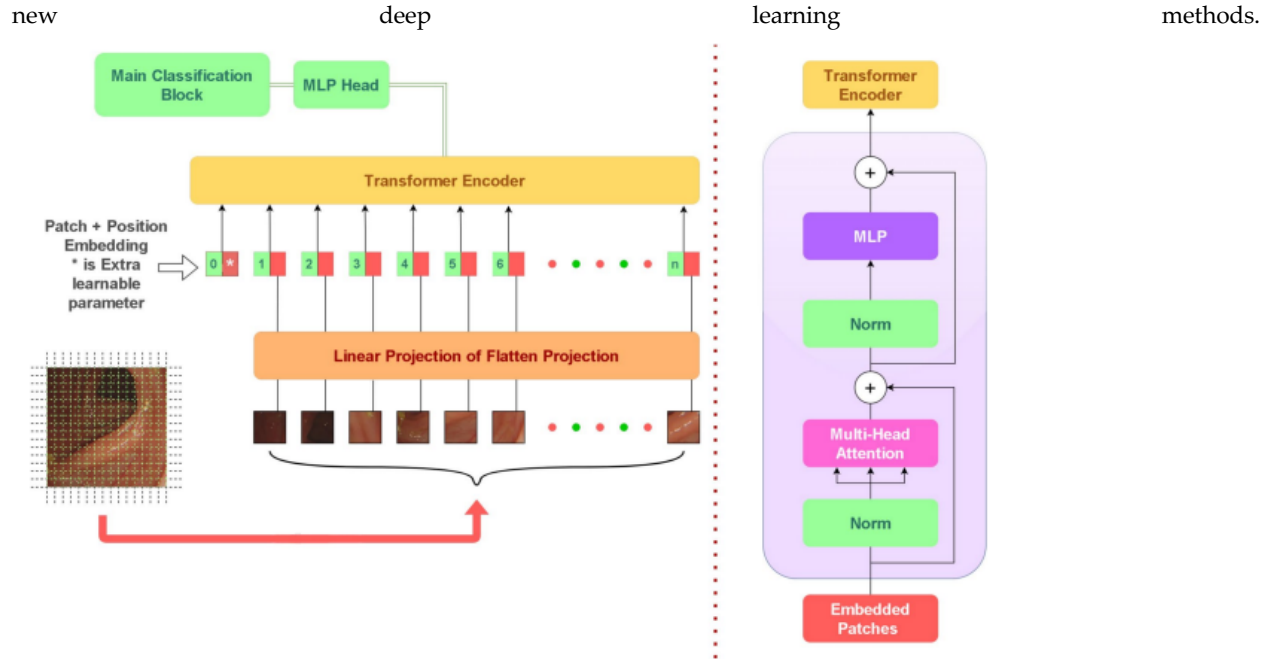 new deep learning methods.
Main Classification
Block
MLP Head
Transformer Encoder
Patch + Position
Embedding
* is Extra
learnable
parameter
0 * 1 2 3 4 5 6 n
Linear Projection of Flatten Projection
Transformer
Encoder
+
MLP
Norm
+
Multi-Head
Attention
Norm
Embedded
Patches